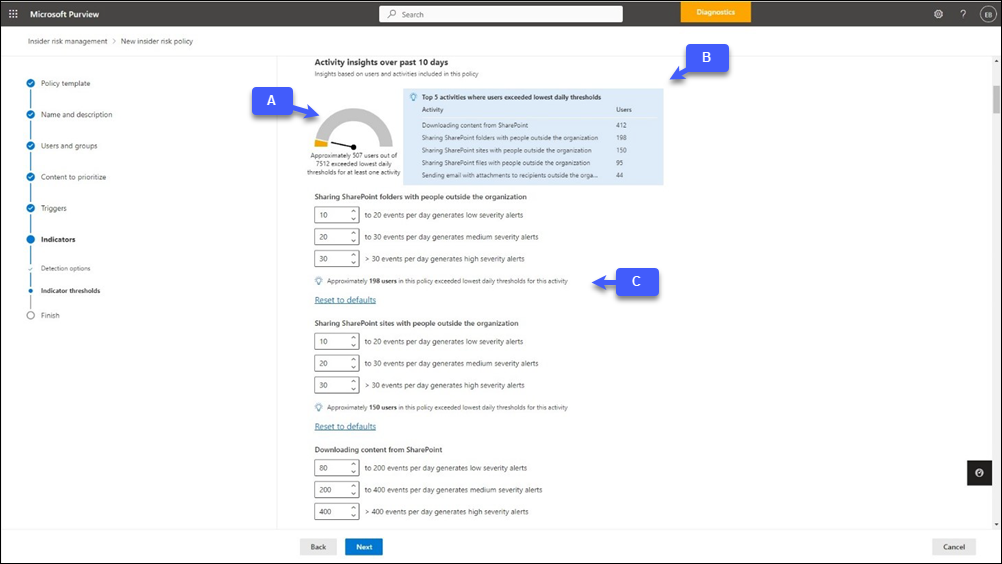 Microsoft Purview
Search
Diagnostics
EB
Insider risk management > New insider risk policy
Policy template
Name and description
Users and groups
Content to prioritize
Triggers
Indicators
Detection options
Indicator thresholds
Finish
Activity insights over past 10 days
Insights based on users and activities included in this policy
A
B
Approximately 507 users out of
7512 exceeded lowest daily
thresholds for at least one activity
Top 5 activities where users exceeded lowest daily thresholds
Activity Users
Downloading content from SharePoint 412
Sharing SharePoint folders with people outside the organization 198
Sharing SharePoint sites with people outside the organization 150
Sharing SharePoint files with people outside the organization 95
Sending email with attachments to recipients outside the orga... 44
Sharing SharePoint folders with people outside the organization
10 to 20 events per day generates low severity alerts
20 to 30 events per day generates medium severity alerts
30 > 30 events per day generates high severity alerts
Approximately 198 users in this policy exceeded lowest daily thresholds for this activity
C
Reset to defaults
Sharing SharePoint sites with people outside the organization
10 to 20 events per day generates low severity alerts
20 to 30 events per day generates medium severity alerts
30 > 30 events per day generates high severity alerts
Approximately 150 users in this policy exceeded lowest daily thresholds for this activity
Reset to defaults
Downloading content from SharePoint
80 to 200 events per day generates low severity alerts
200 to 400 events per day generates medium severity alerts
400 > 400 events per day generates high severity alerts
Back
Next
Cancel